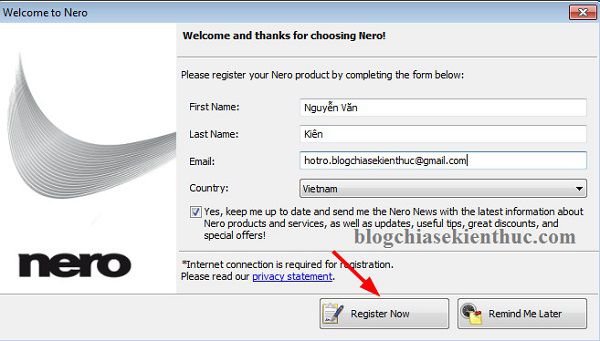 Welcome to Nero
Welcome and thanks for choosing Nero!
Please register your Nero product by completing the form below:
First Name: Nguyễn Văn
Last Name: Kiên
Email: hotro.blogchiasekienthuc@gmail.com
Country: Vietnam
Yes, keep me up to date and send me the Nero News with the latest information about
Nero products and services, as well as updates, useful tips, great discounts, and
special offers!
blogchiasekienthuc.com
nero
*Internet connection is required for registration.
Please read our privacy statement.
Register Now
Remind Me Later